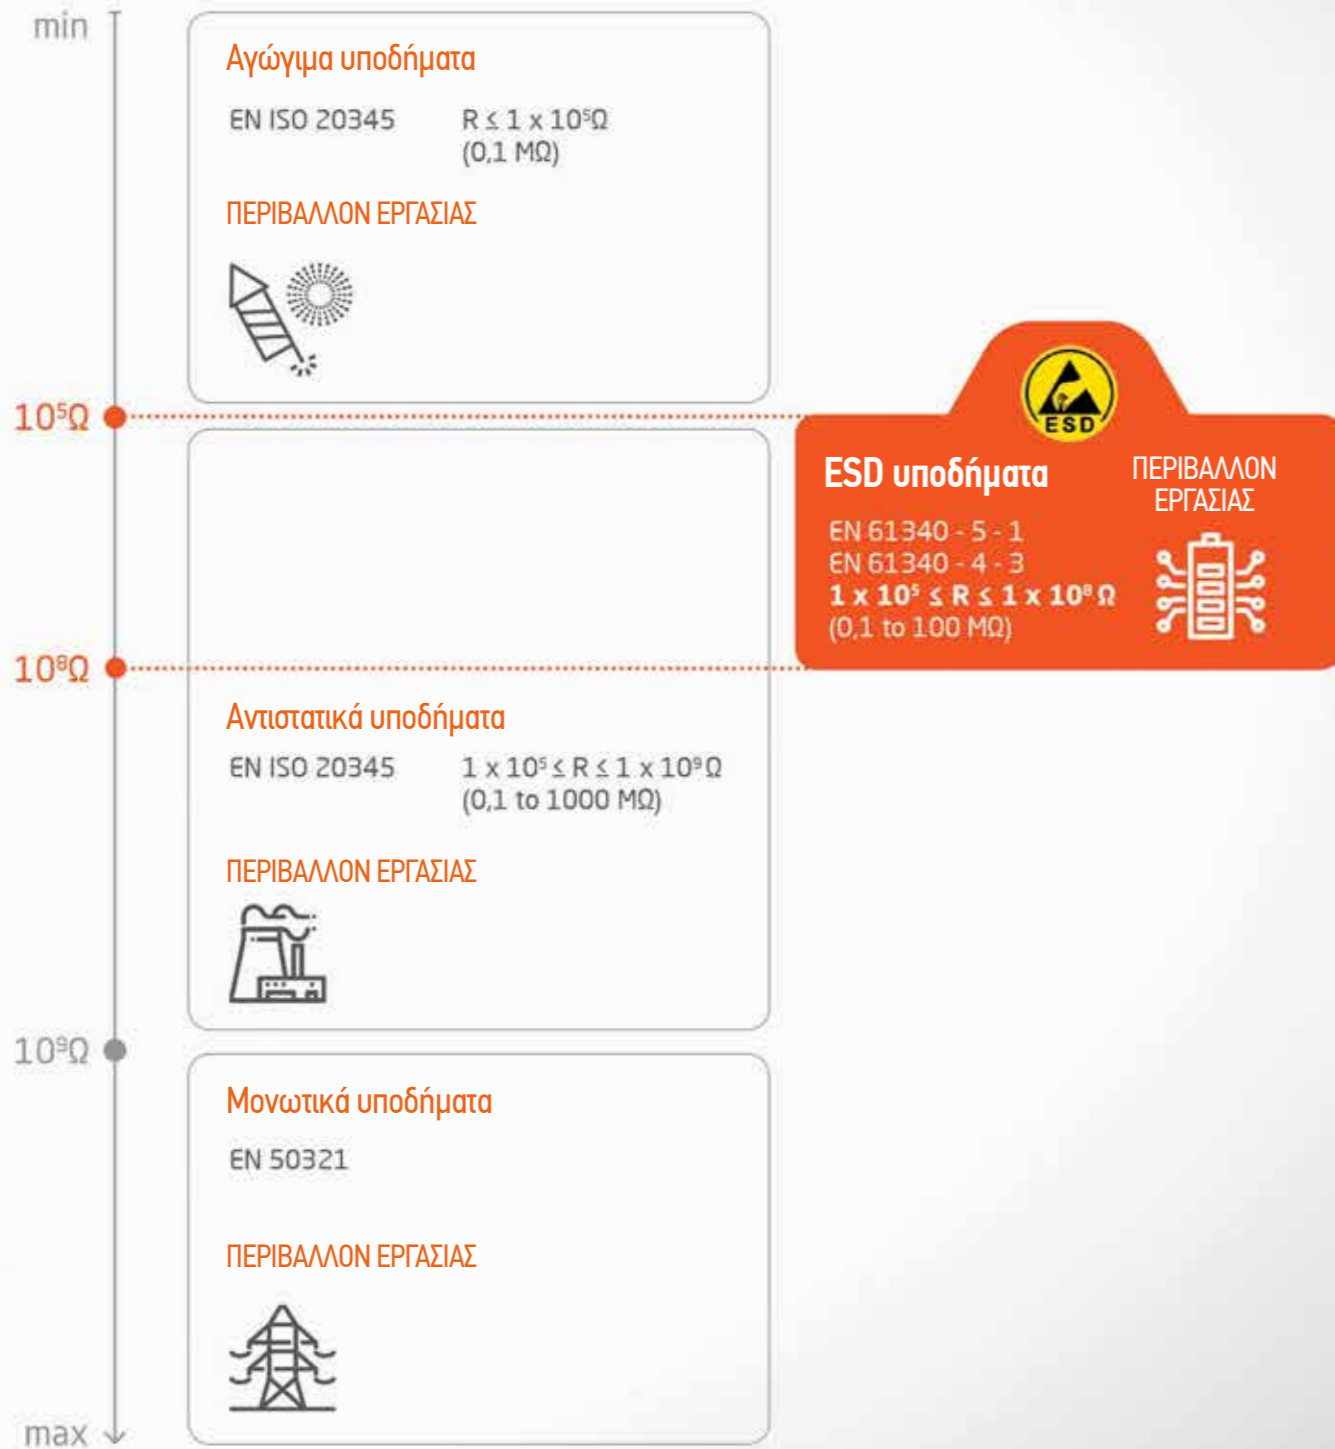 min
Αγώγιμα υποδήματα
EN ISO 20345 R ≤ 1 x 10⁵Ω
(0,1 MΩ)
ΠΕΡΙΒΑΛΛΟΝ ΕΡΓΑΣΙΑΣ
10⁵Ω
ESD
ESD υποδήματα
ΠΕΡΙΒΑΛΛΟΝ
ΕΡΓΑΣΙΑΣ
EN 61340 - 5 - 1
EN 61340 - 4 - 3
1 x 10⁵ ≤ R ≤ 1 x 10⁸ Ω
(0,1 to 100 MΩ)
10⁸Ω
Αντιστατικά υποδήματα
EN ISO 20345 1 x 10⁵ ≤ R ≤ 1 x 10⁹ Ω
(0,1 to 1000 MΩ)
ΠΕΡΙΒΑΛΛΟΝ ΕΡΓΑΣΙΑΣ
10⁹Ω
Μονωτικά υποδήματα
EN 50321
ΠΕΡΙΒΑΛΛΟΝ ΕΡΓΑΣΙΑΣ
max